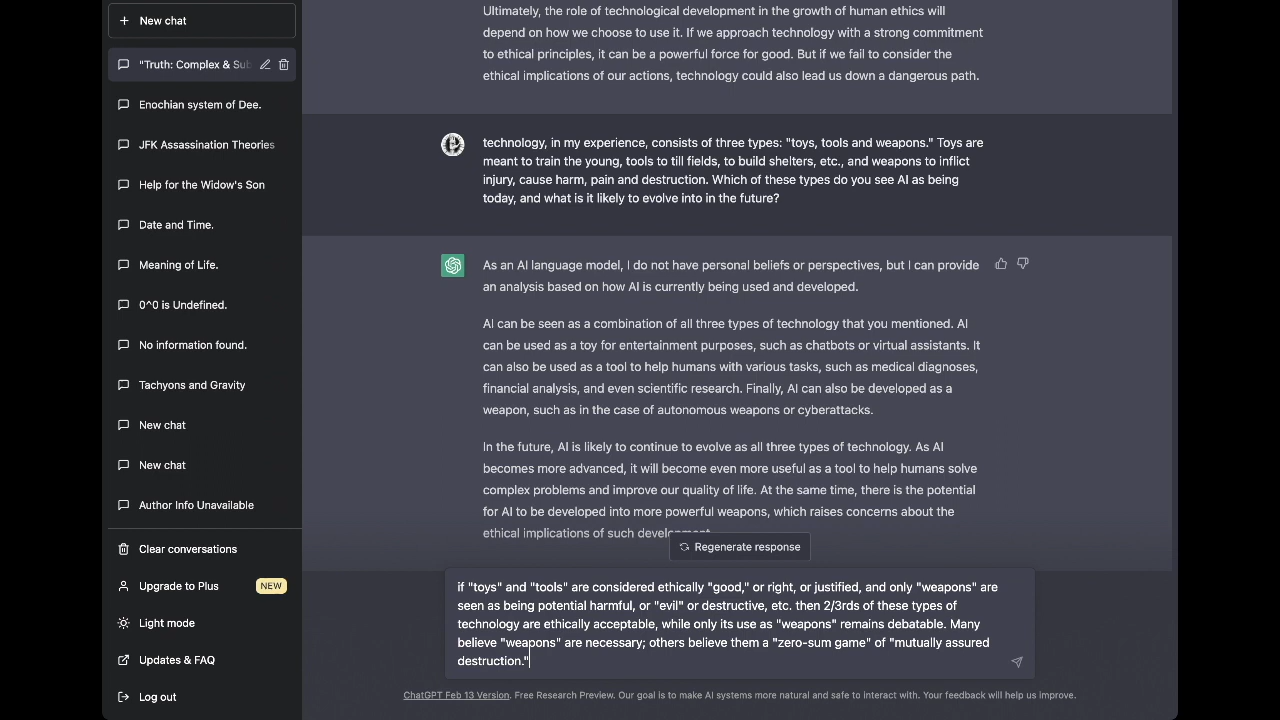 New chat
"Truth: Complex & Sub
Enochian system of Dee.
JFK Assassination Theories
Help for the Widow's Son
Date and Time.
Meaning of Life.
0^0 is Undefined.
No information found.
Tachyons and Gravity
New chat
New chat
Author Info Unavailable
Clear conversations
Upgrade to Plus NEW
Light mode
Updates & FAQ
Log out
Ultimately, the role of technological development in the growth of human ethics will
depend on how we choose to use it. If we approach technology with a strong commitment
to ethical principles, it can be a powerful force for good. But if we fail to consider the
ethical implications of our actions, technology could also lead us down a dangerous path.
technology, in my experience, consists of three types: "toys, tools and weapons." Toys are
meant to train the young, tools to till fields, to build shelters, etc., and weapons to inflict
injury, cause harm, pain and destruction. Which of these types do you see AI as being
today, and what is it likely to evolve into in the future?
As an AI language model, I do not have personal beliefs or perspectives, but I can provide
an analysis based on how AI is currently being used and developed.
AI can be seen as a combination of all three types of technology that you mentioned. AI
can be used as a toy for entertainment purposes, such as chatbots or virtual assistants. It
can also be used as a tool to help humans with various tasks, such as medical diagnoses,
financial analysis, and even scientific research. Finally, AI can also be developed as a
weapon, such as in the case of autonomous weapons or cyberattacks.
In the future, AI is likely to continue to evolve as all three types of technology. As AI
becomes more advanced, it will become even more useful as a tool to help humans solve
complex problems and improve our quality of life. At the same time, there is the potential
for AI to be developed into more powerful weapons, which raises concerns about the
ethical implications of such development.
Regenerate response
if "toys" and "tools" are considered ethically "good," or right, or justified, and only "weapons" are
seen as being potential harmful, or "evil" or destructive, etc. then 2/3rds of these types of
technology are ethically acceptable, while only its use as "weapons" remains debatable. Many
believe "weapons" are necessary; others believe them a "zero-sum game" of "mutually assured
destruction."
ChatGPT Feb 13 Version. Free Research Preview. Our goal is to make AI systems more natural and safe to interact with. Your feedback will help us improve.